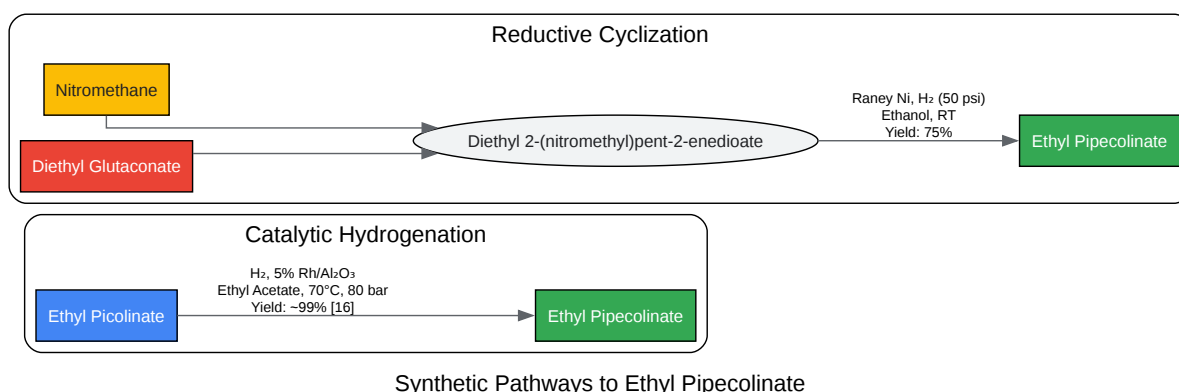 Reductive Cyclization
Nitromethane
Diethyl Glutaconate
Diethyl 2-(nitromethyl)pent-2-enedioate
Raney Ni, H₂ (50 psi)
Ethanol, RT
Yield: 75%
Ethyl Pipecolinate
Catalytic Hydrogenation
Ethyl Picolinate
H₂, 5% Rh/Al₂O₃
Ethyl Acetate, 70°C, 80 bar
Yield: ~99% [16]
Ethyl Pipecolinate
Synthetic Pathways to Ethyl Pipecolinate